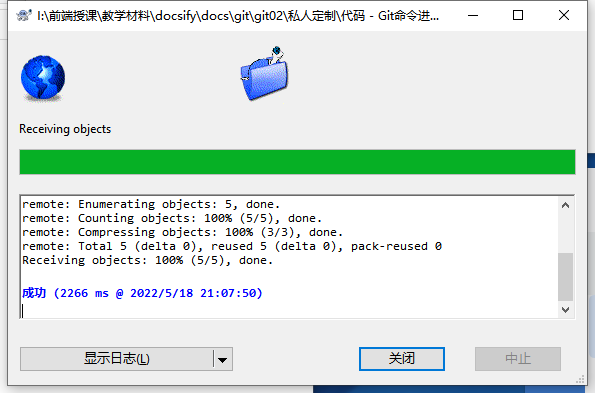 I:\前端授课\教学材料\docsify\docs\git\git02\私人定制\代码 - Git命令进...
Receiving objects
remote: Enumerating objects: 5, done.
remote: Counting objects: 100% (5/5), done.
remote: Compressing objects: 100% (3/3), done.
remote: Total 5 (delta 0), reused 5 (delta 0), pack-reused 0
Receiving objects: 100% (5/5), done.
成功 (2266 ms @ 2022/5/18 21:07:50)
显示日志(L)
关闭
中止